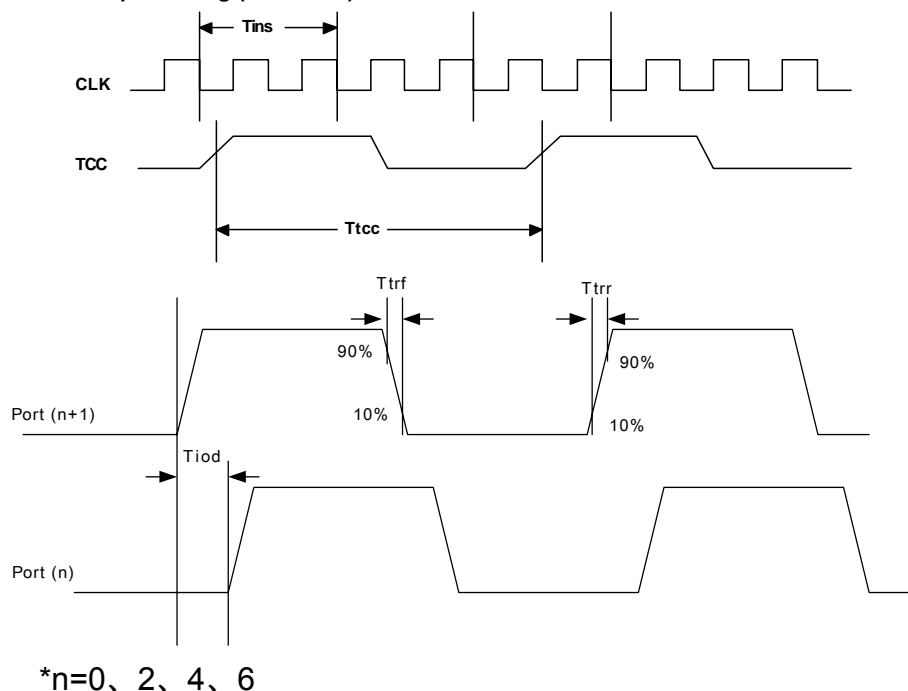 Tins
CLK
TCC
Ttcc
Ttrf
Ttrr
90%
90%
10%
10%
Port (n+1)
Tiod
Port (n)
*n=0、2、4、6